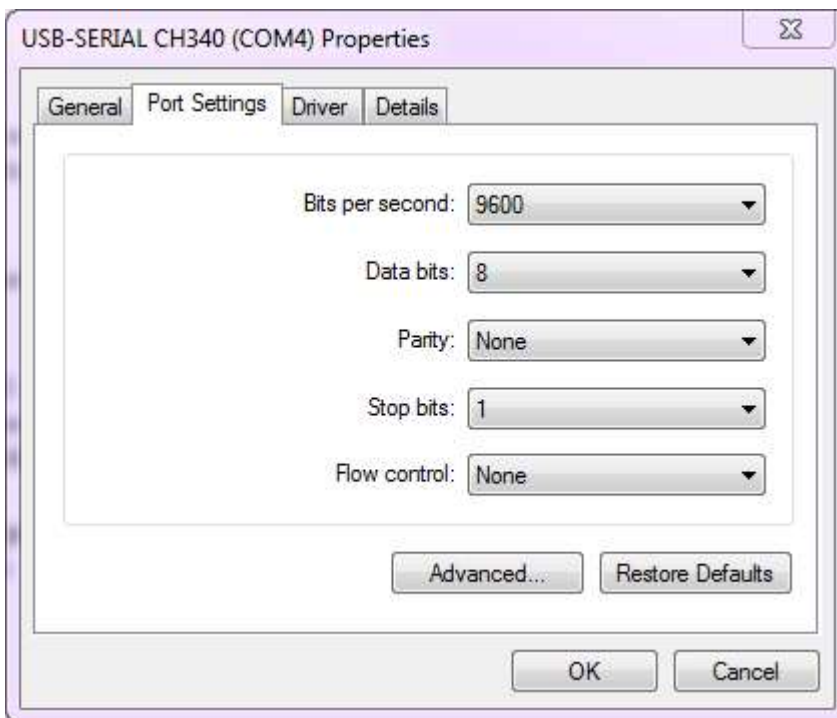 USB-SERIAL CH340 (COM4) Properties
General Port Settings Driver Details
Bits per second: 9600
Data bits: 8
Parity: None
Stop bits: 1
Flow control: None
Advanced... Restore Defaults
OK Cancel